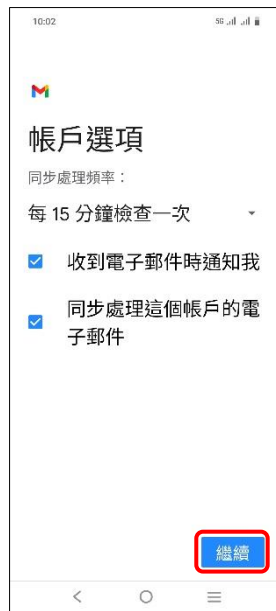 10:02
5G
帳戶選項
同步處理頻率：
每 15 分鐘檢查一次
收到電子郵件時通知我
同步處理這個帳戶的電
子郵件
繼續